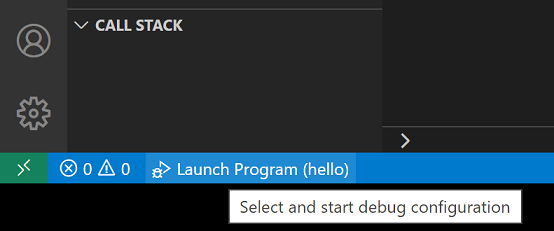 CALL STACK
0 0 Launch Program (hello)
Select and start debug configuration